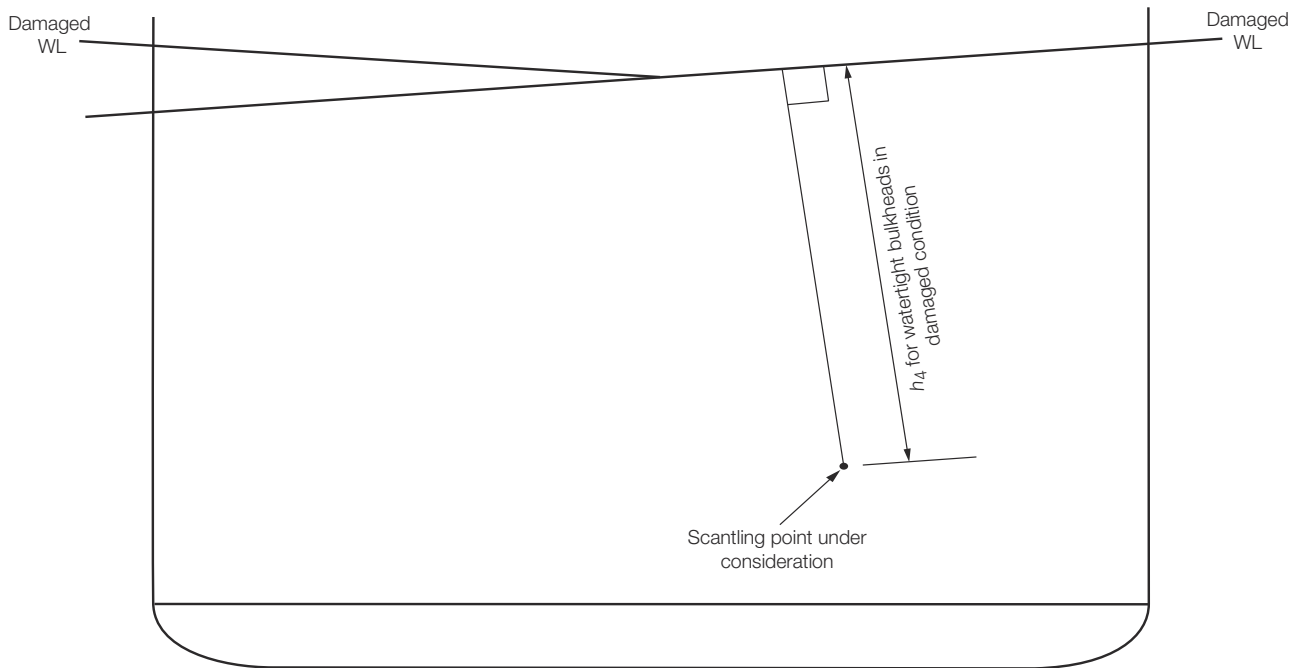 Damaged
WL
Damaged
WL
h4 for watertight bulkheads in
damaged condition
Scantling point under
consideration